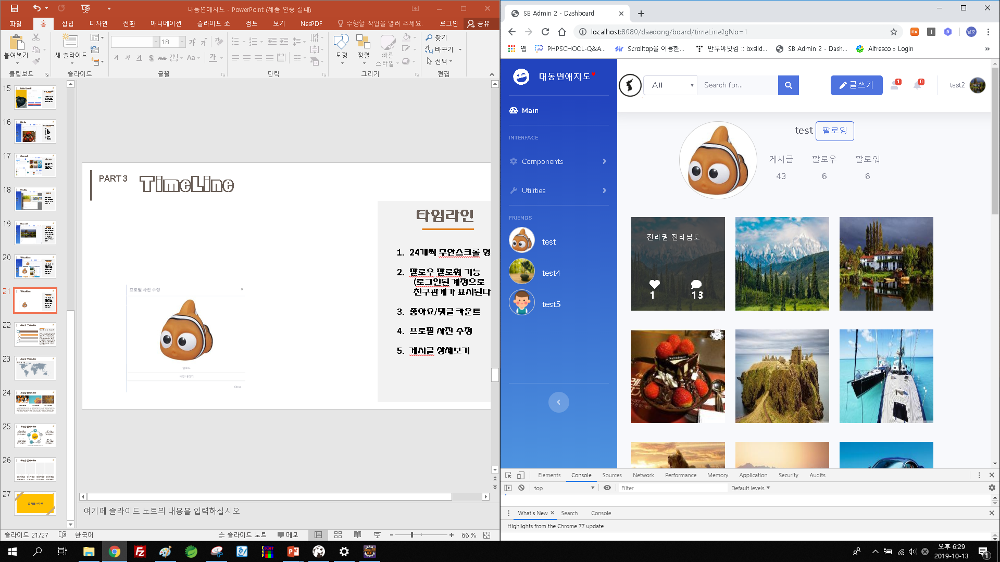 대동연애지도 - PowerPoint (제품 인증 실패)
파일 홈 삽입 디자인 전환 애니메이션 슬라이드 쇼 검토 보기 NesPDF 수행할 작업을 알려 주세요. 로그인 공유
붙여넣기
새 슬라이드
18
가 가 가 S 간 Aa 가
도형 정렬 빠른 스타일
찾기
바꾸기
선택
클립보드 슬라이드 글꼴 단락 그리기 편집
15
16
17
18
19
20
21
22
23
24
25
26
27
PART 3 TimeLine
타임라인
1. 24개씩 무한스크롤 형
2. 팔로우 팔로워 기능
(로그인된 계정으로
친구관계가 표시된다
3. 좋아요/댓글 카운트
4. 프로필 사진 수정
5. 게시글 상세보기
프로필 사진 수정
업로드
Close
여기에 슬라이드 노트의 내용을 입력하십시오
슬라이드 21/27 한국어 슬라이드 노트 메모 66 %
SB Admin 2 - Dashboard
localhost:8080/daedong/board/timeLine?gNo=1
남호
앱 PHPSCHOOL-Q&A... Scrolltop을 이용한... 만두야닷컴 :: bxslid... SB Admin 2 - Dash... Alfresco » Login »
대동연애지도
Main
INTERFACE
Components
Utilities
FRIENDS
test
test4
test5
All Search for... 글쓰기 1 0 test2
test 팔로잉
게시글 팔로우 팔로워
43 6 6
전라권 전라남도
1 13
Elements Console Sources Network Performance Memory Application Security Audits
top Filter Default levels
What's New Search Console
Highlights from the Chrome 77 update
오후 6:29
2019-10-13
1